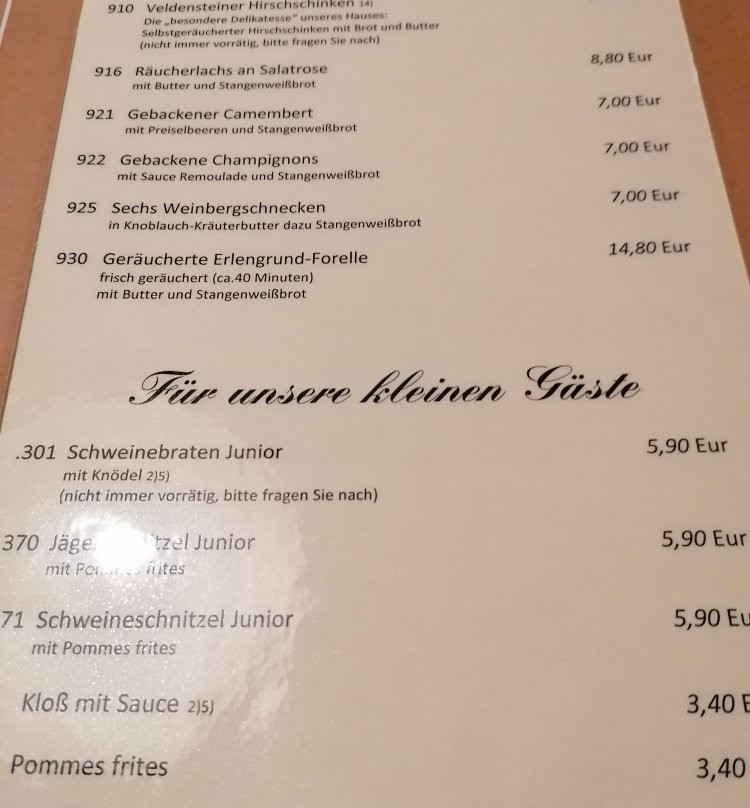 910 Veldensteiner Hirschschinken 14)
Die „besondere Delikatesse" unseres Hauses:
Selbstgeräucherter Hirschschinken mit Brot und Butter
(nicht immer vorrätig, bitte fragen Sie nach)
916 Räucherlachs an Salatrose 8,80 Eur
mit Butter und Stangenweißbrot
921 Gebackener Camembert 7,00 Eur
mit Preiselbeeren und Stangenweißbrot
922 Gebackene Champignons 7,00 Eur
mit Sauce Remoulade und Stangenweißbrot
925 Sechs Weinbergschnecken 7,00 Eur
in Knoblauch-Kräuterbutter dazu Stangenweißbrot
930 Geräucherte Erlengrund-Forelle 14,80 Eur
frisch geräuchert (ca.40 Minuten)
mit Butter und Stangenweißbrot
Für unsere kleinen Gäste
.301 Schweinebraten Junior 5,90 Eur
mit Knödel 2)5)
(nicht immer vorrätig, bitte fragen Sie nach)
370 Junior 5,90 Eur
mit Pommes frites
71 Schweineschnitzel Junior 5,90 Eu
mit Pommes frites
Kloß mit Sauce 2)5) 3,40 E
Pommes frites 3,40